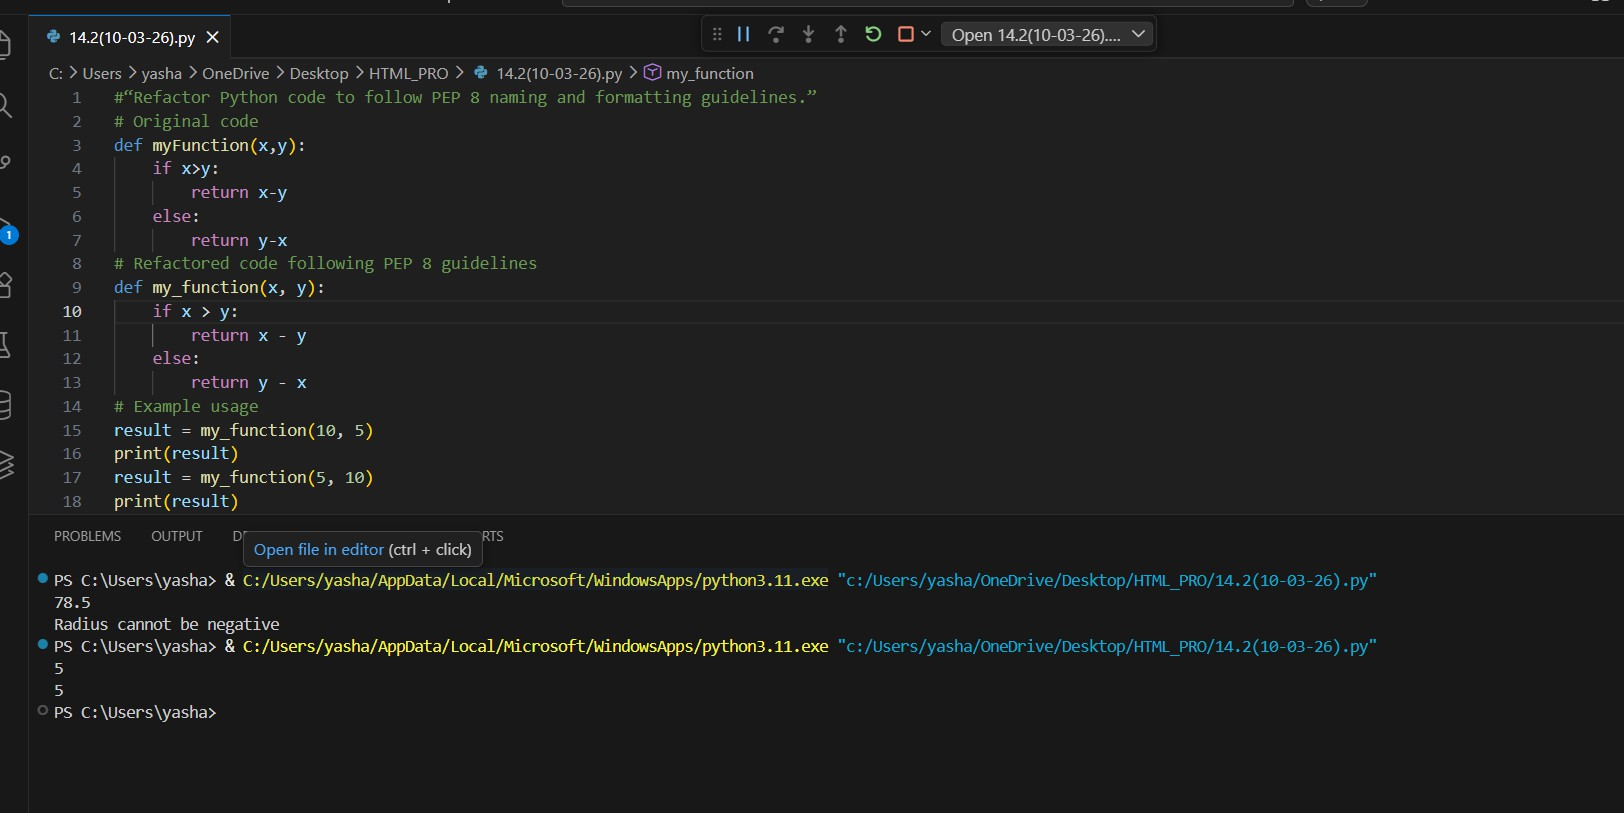 14.2(10-03-26).py
Open 14.2(10-03-26)....
C: > Users > yasha > OneDrive > Desktop > HTML_PRO > 14.2(10-03-26).py > my_function
1 #“Refactor Python code to follow PEP 8 naming and formatting guidelines.”
2 # Original code
3 def myFunction(x,y):
4     if x>y:
5         return x-y
6     else:
7         return y-x
8 # Refactored code following PEP 8 guidelines
9 def my_function(x, y):
10     if x > y:
11         return x - y
12     else:
13         return y - x
14 # Example usage
15 result = my_function(10, 5)
16 print(result)
17 result = my_function(5, 10)
18 print(result)
PROBLEMS OUTPUT
Open file in editor (ctrl + click)
PS C:\Users\yasha> & C:/Users/yasha/AppData/Local/Microsoft/WindowsApps/python3.11.exe "c:/Users/yasha/OneDrive/Desktop/HTML_PRO/14.2(10-03-26).py"
78.5
Radius cannot be negative
PS C:\Users\yasha> & C:/Users/yasha/AppData/Local/Microsoft/WindowsApps/python3.11.exe "c:/Users/yasha/OneDrive/Desktop/HTML_PRO/14.2(10-03-26).py"
5
5
PS C:\Users\yasha>
1